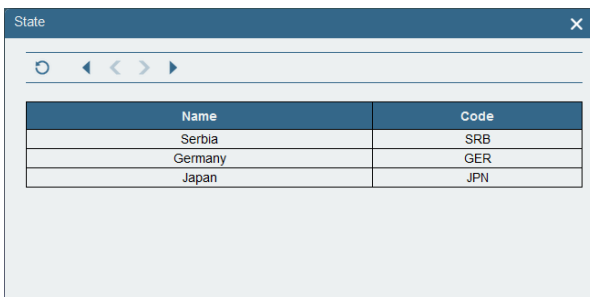 State
Name Code
Serbia SRB
Germany GER
Japan JPN